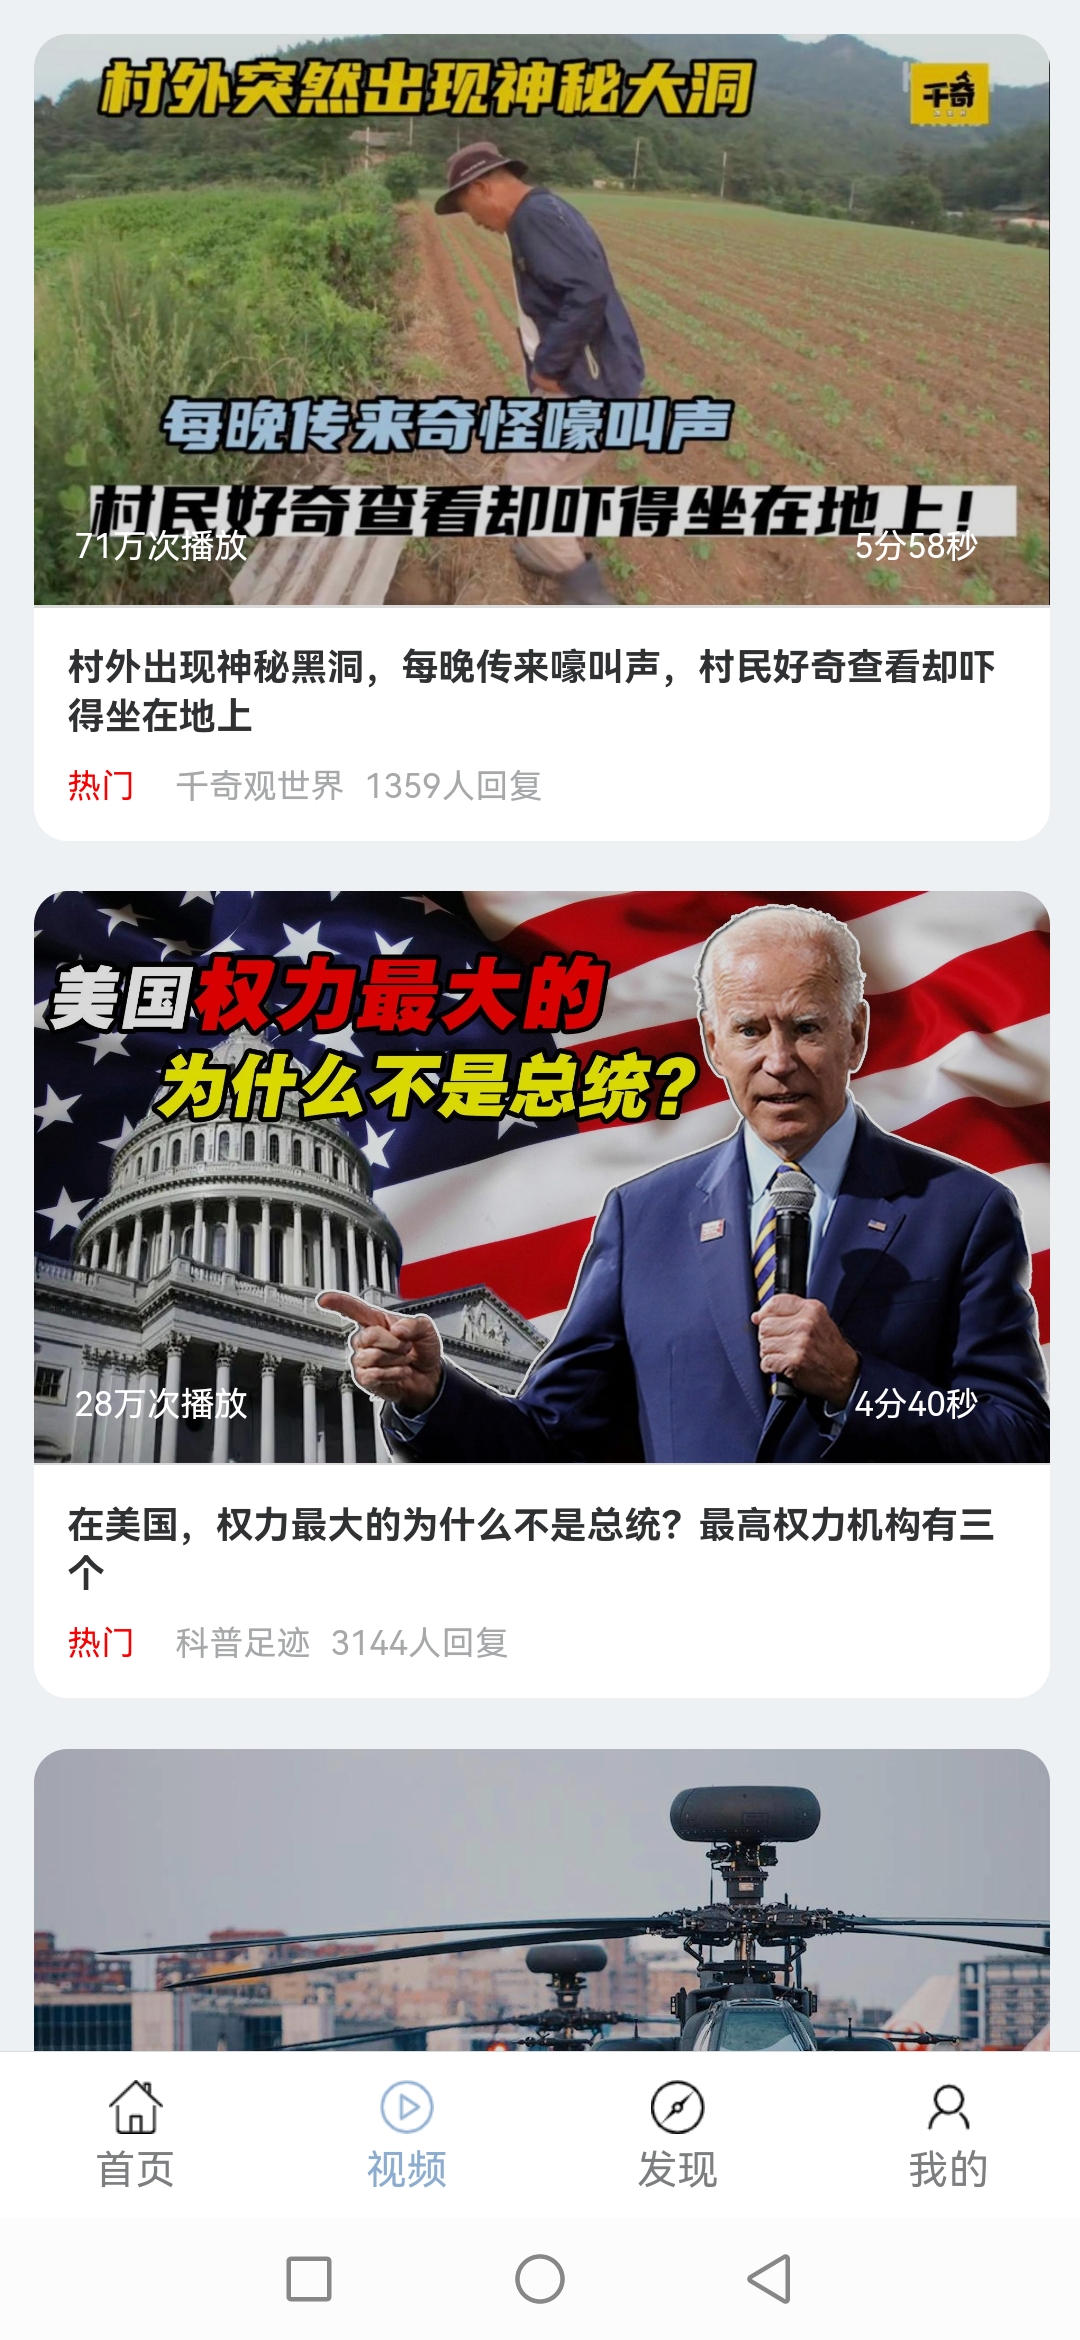 村外突然出现神秘大洞
千奇
每晚传来奇怪嚎叫声
村民好奇查看却吓得坐在地上！
71万次播放
5分58秒
村外出现神秘黑洞，每晚传来嚎叫声，村民好奇查看却吓
得坐在地上
热门 千奇观世界 1359人回复
美国权力最大的
为什么不是总统？
28万次播放
4分40秒
在美国，权力最大的为什么不是总统？最高权力机构有三
个
热门 科普足迹 3144人回复
首页
视频
发现
我的